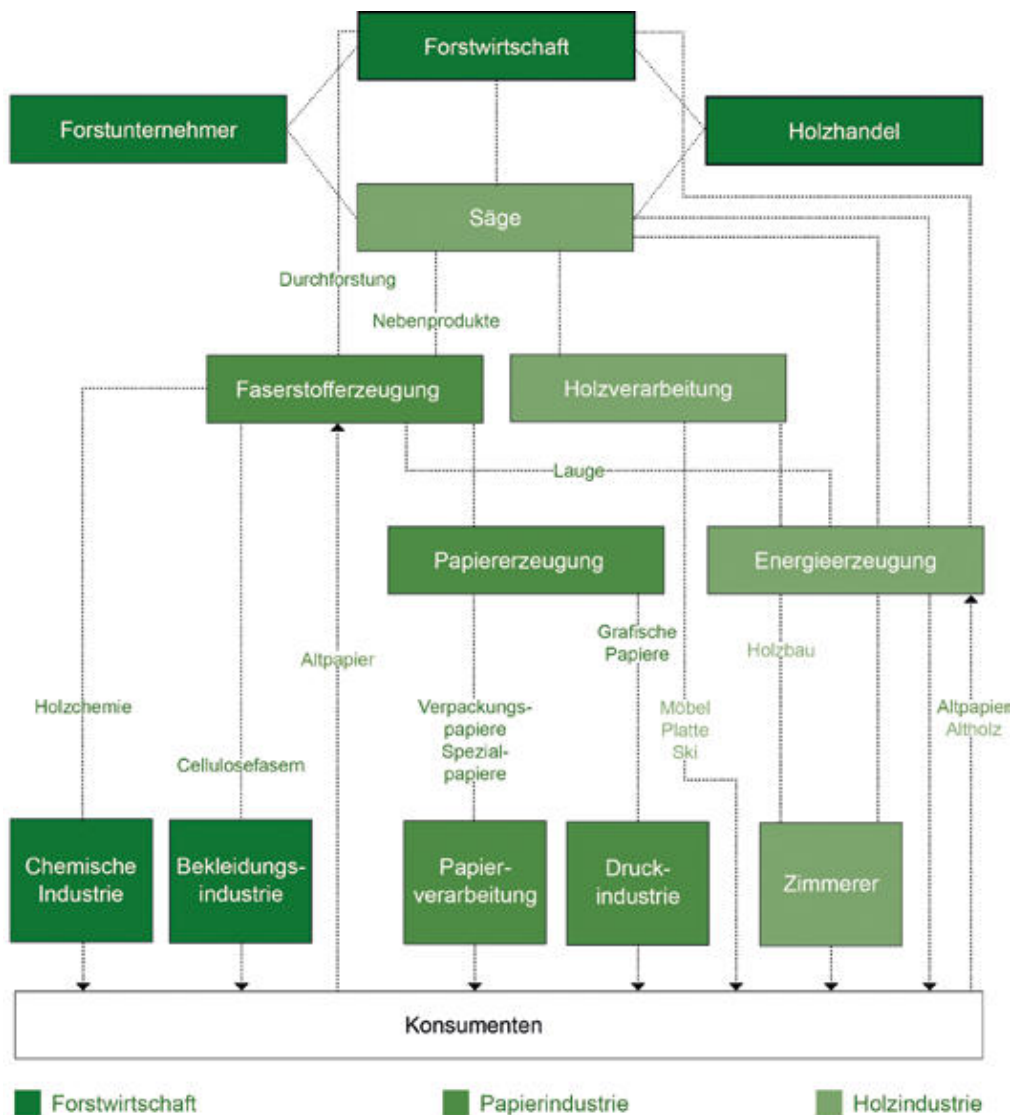 Forstwirtschaft
Forstunternehmer
Holzhandel
Säge
Durchforstung
Nebenprodukte
Faserstofferzeugung
Holzverarbeitung
Lauge
Papiererzeugung
Energieerzeugung
Grafische
Papiere
Holzbau
Altpapier
Holzchemie
Verpackungs-
papiere
Spezial-
papiere
Möbel
Platte
Ski
Altpapier
Altholz
Cellulosefasern
Chemische
Industrie
Bekleidungs-
industrie
Papier-
verarbeitung
Druck-
industrie
Zimmerer
Konsumenten
Forstwirtschaft
Papierindustrie
Holzindustrie